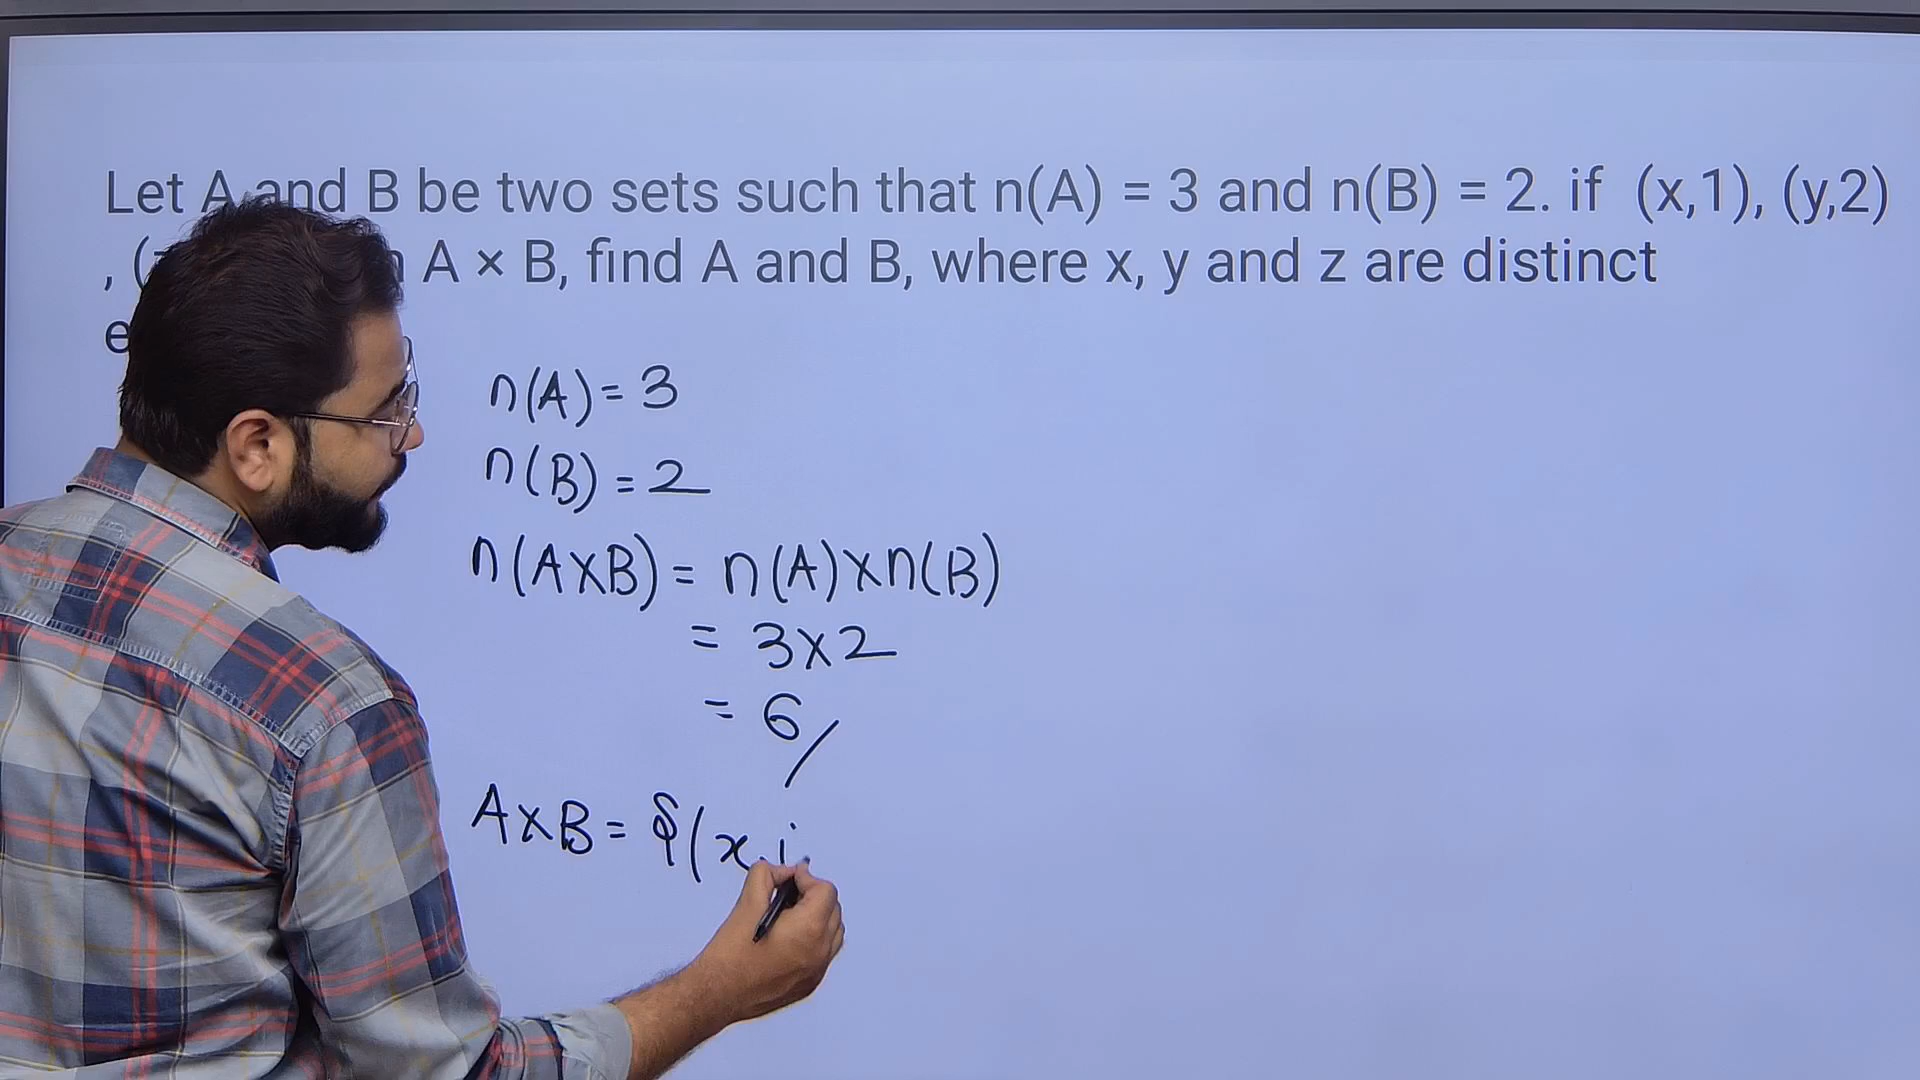 Let A and B be two sets such that n(A) = 3 and n(B) = 2. if (x,1), (y,2)
, ( A × B, find A and B, where x, y and z are distinct
e
n(A) = 3
n(B) = 2
n(A×B) = n(A)×n(B)
= 3×2
= 6/
A×B = {(x,1